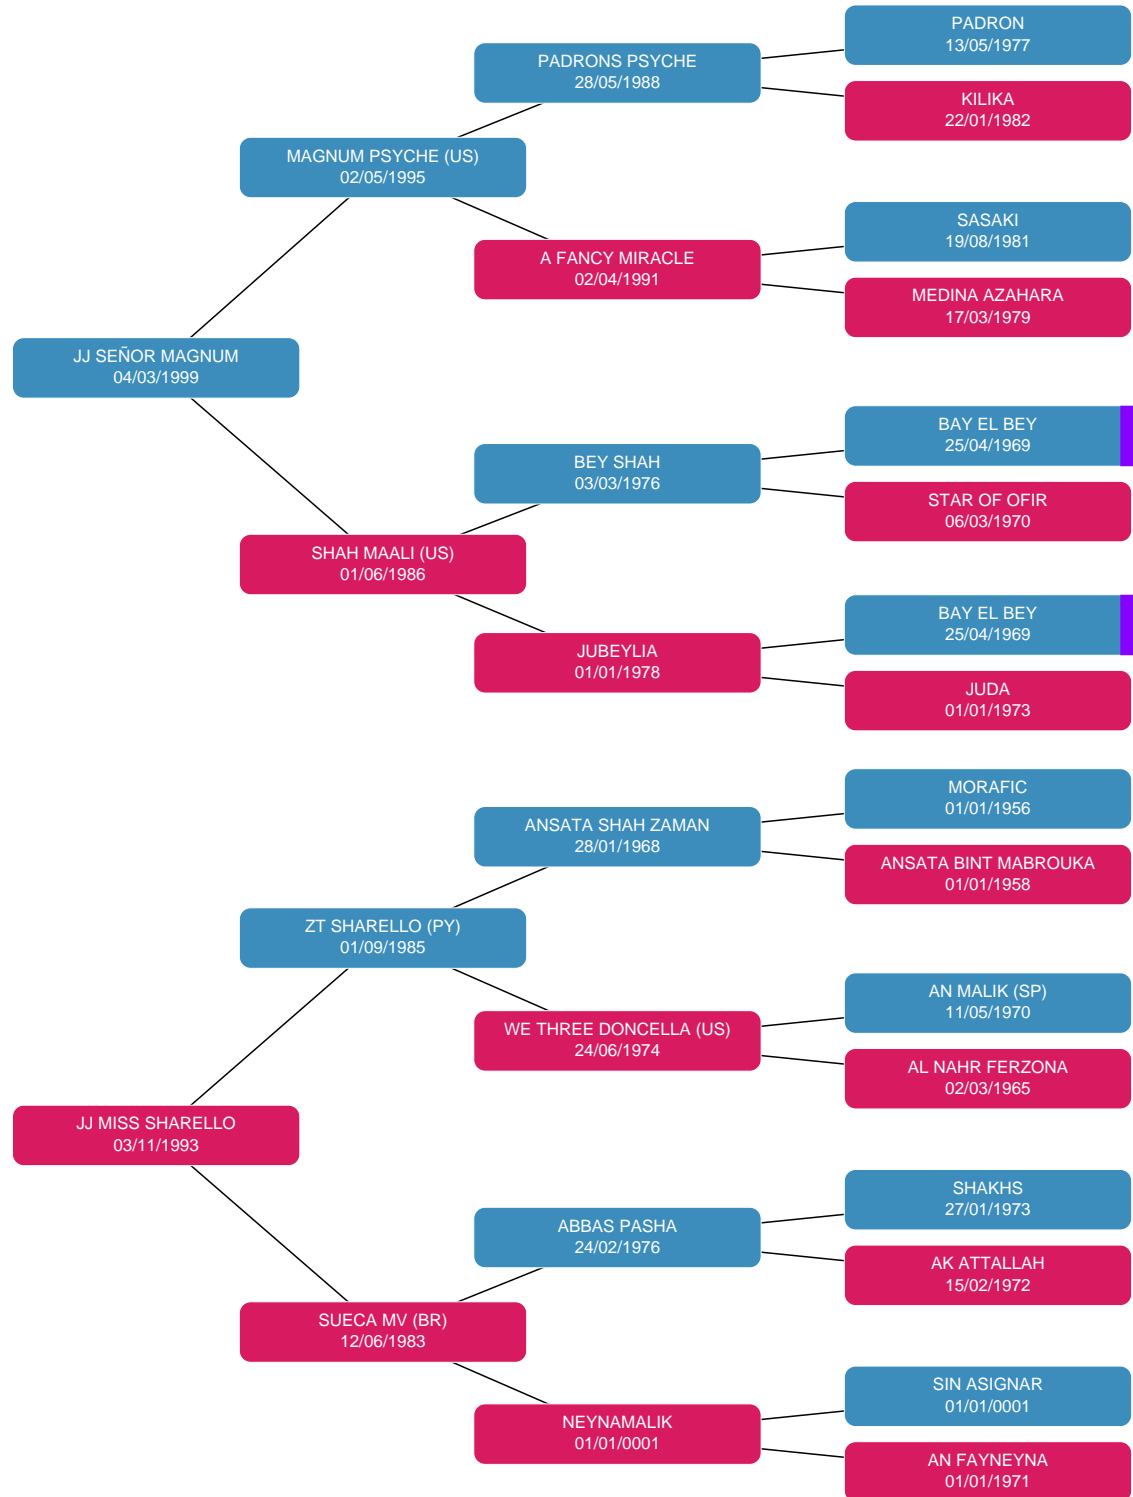 PADRON
13/05/1977
PADRONS PSYCHE
28/05/1988
KILIKA
22/01/1982
MAGNUM PSYCHE (US)
02/05/1995
SASAKI
19/08/1981
A FANCY MIRACLE
02/04/1991
MEDINA AZAHARA
17/03/1979
JJ SEÑOR MAGNUM
04/03/1999
BAY EL BEY
25/04/1969
BEY SHAH
03/03/1976
STAR OF OFIR
06/03/1970
SHAH MAALI (US)
01/06/1986
BAY EL BEY
25/04/1969
JUBEYLIA
01/01/1978
JUDA
01/01/1973
MORAFIC
01/01/1956
ANSATA SHAH ZAMAN
28/01/1968
ANSATA BINT MABROUKA
01/01/1958
ZT SHARELLO (PY)
01/09/1985
AN MALIK (SP)
11/05/1970
WE THREE DONCELLA (US)
24/06/1974
AL NAHR FERZONA
02/03/1965
JJ MISS SHARELLO
03/11/1993
SHAKHS
27/01/1973
ABBAS PASHA
24/02/1976
AK ATTALLAH
15/02/1972
SUECA MV (BR)
12/06/1983
SIN ASIGNAR
01/01/0001
NEYNAMALIK
01/01/0001
AN FAYNEYNA
01/01/1971